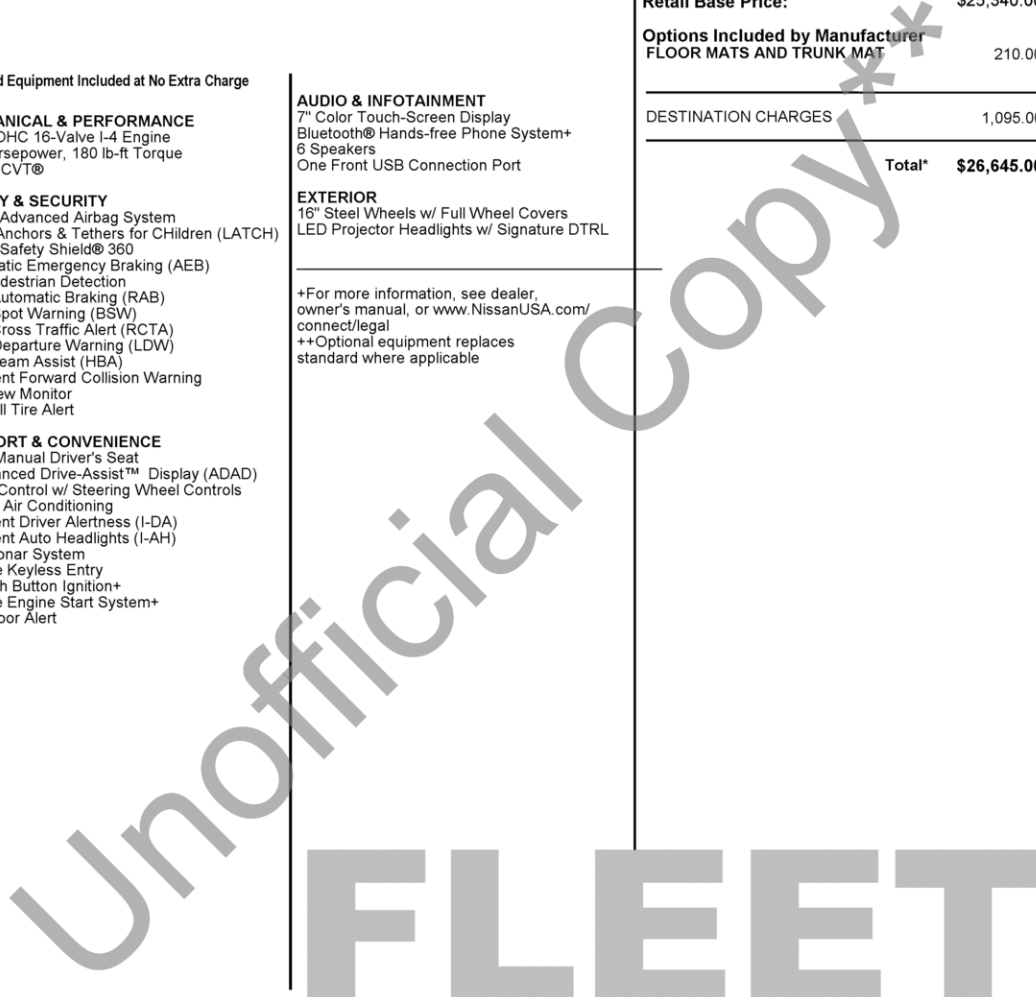 d Equipment Included at No Extra Charge
ANICAL & PERFORMANCE
OHC 16-Valve I-4 Engine
rsepower, 180 lb-ft Torque
CVT®
Y & SECURITY
Advanced Airbag System
Anchors & Tethers for CHildren (LATCH)
Safety Shield® 360
atic Emergency Braking (AEB)
destrian Detection
utomatic Braking (RAB)
pot Warning (BSW)
ross Traffic Alert (RCTA)
Departure Warning (LDW)
eam Assist (HBA)
ent Forward Collision Warning
ew Monitor
ll Tire Alert
ORT & CONVENIENCE
Manual Driver's Seat
anced Drive-Assist™ Display (ADAD)
Control w/ Steering Wheel Controls
Air Conditioning
ent Driver Alertness (I-DA)
ent Auto Headlights (I-AH)
onar System
e Keyless Entry
h Button Ignition+
e Engine Start System+
oor Alert
AUDIO & INFOTAINMENT
7" Color Touch-Screen Display
Bluetooth® Hands-free Phone System+
6 Speakers
One Front USB Connection Port
EXTERIOR
16" Steel Wheels w/ Full Wheel Covers
LED Projector Headlights w/ Signature DTRL
+For more information, see dealer,
owner's manual, or www.NissanUSA.com/
connect/legal
++Optional equipment replaces
standard where applicable
Retail Base Price: $25,340.00
Options Included by Manufacturer
FLOOR MATS AND TRUNK MAT 210.00
DESTINATION CHARGES 1,095.00
Total* $26,645.00
Unofficial Copy**
FLEET